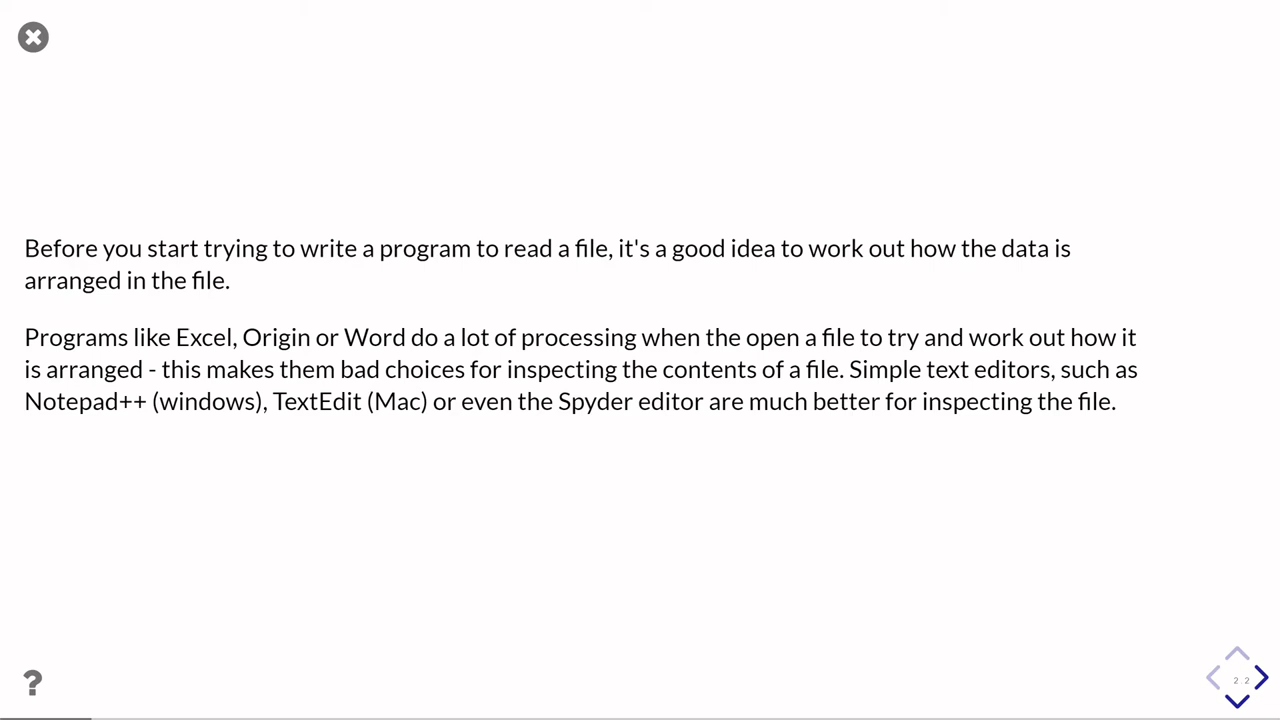 Before you start trying to write a program to read a file, it's a good idea to work out how the data is
arranged in the file.
Programs like Excel, Origin or Word do a lot of processing when the open a file to try and work out how it
is arranged - this makes them bad choices for inspecting the contents of a file. Simple text editors, such as
Notepad++ (windows), TextEdit (Mac) or even the Spyder editor are much better for inspecting the file.
?
2.2